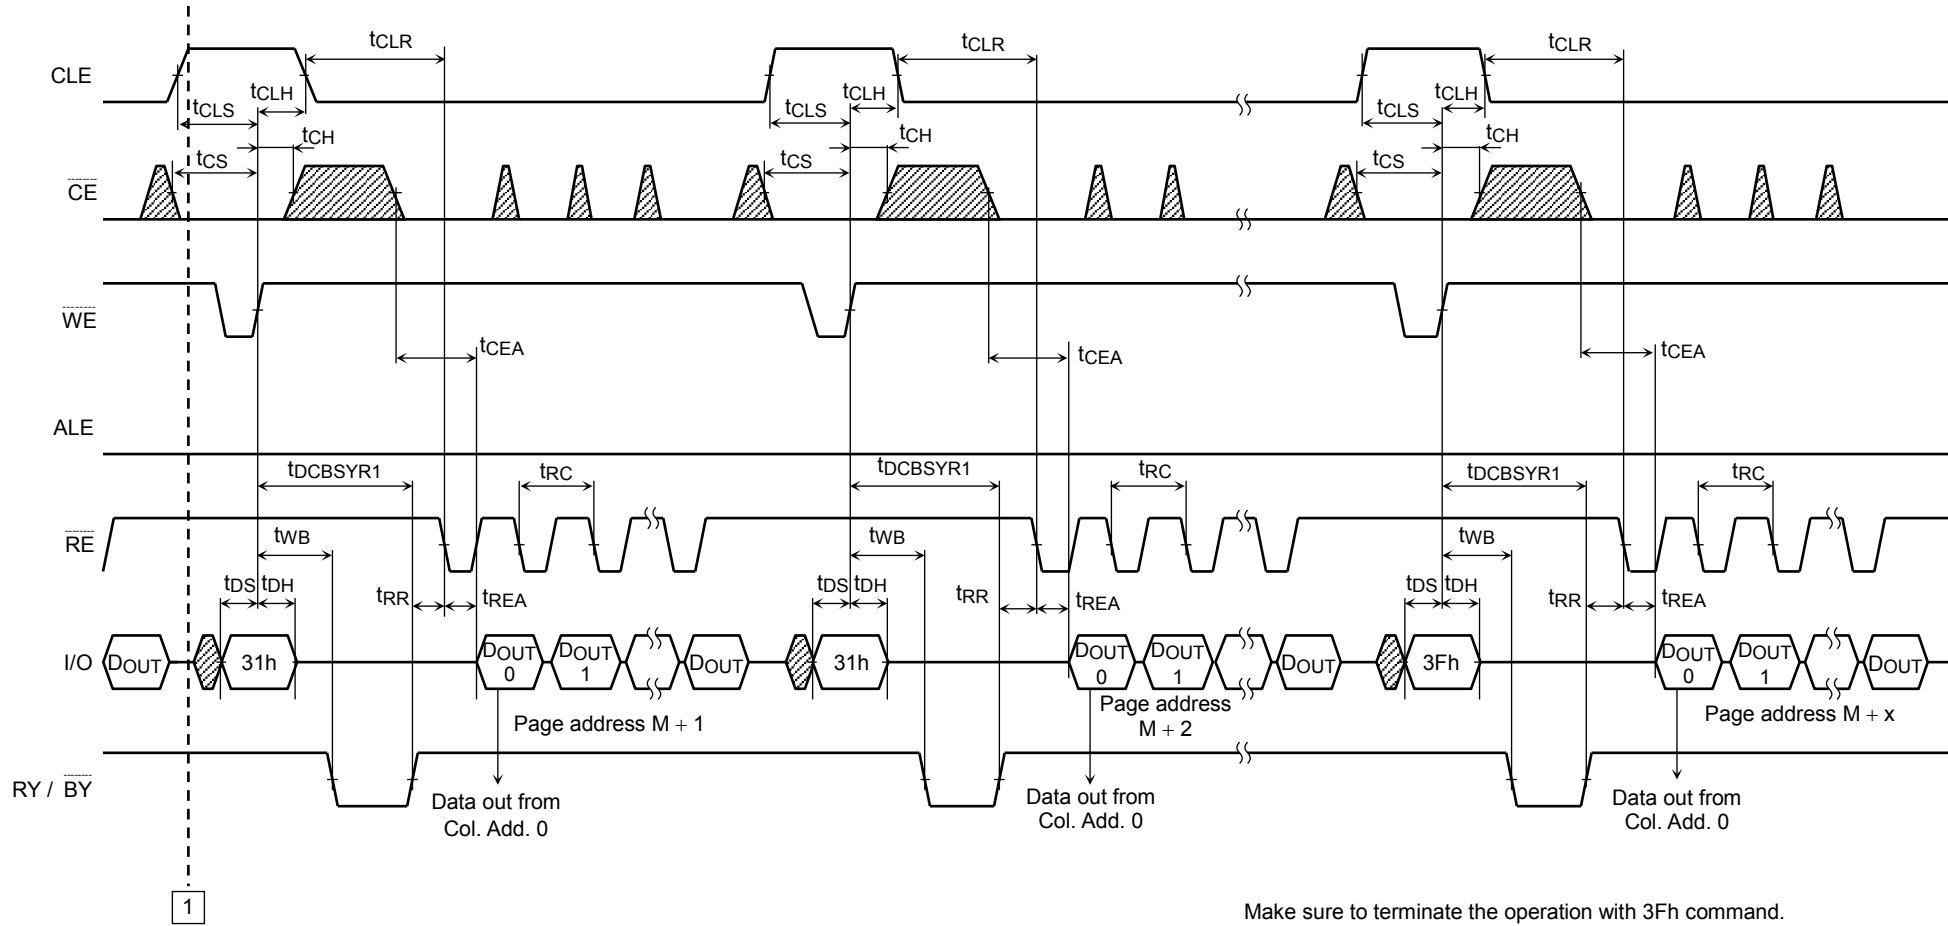 tCLR tCLR tCLR
CLE
tCLH tCLH tCLH
tCLS tCLS tCLS
tCH tCH tCH
tCS tCS tCS
CE
WE
tCEA tCEA tCEA
ALE
tDCBSYR1 tDCBSYR1 tDCBSYR1
tRC tRC tRC
RE
tWB tWB tWB
tDS tDH tDS tDH tDS tDH
tRR tREA tRR tREA tRR tREA
I/O DOUT 31h DOUT 0 DOUT 1 DOUT 31h DOUT 0 DOUT 1 DOUT 3Fh DOUT 0 DOUT 1 DOUT
Page address M + 1
Page address
M + 2
Page address M + x
RY / BY
Data out from
Col. Add. 0
Data out from
Col. Add. 0
Data out from
Col. Add. 0
1
Make sure to terminate the operation with 3Fh command.